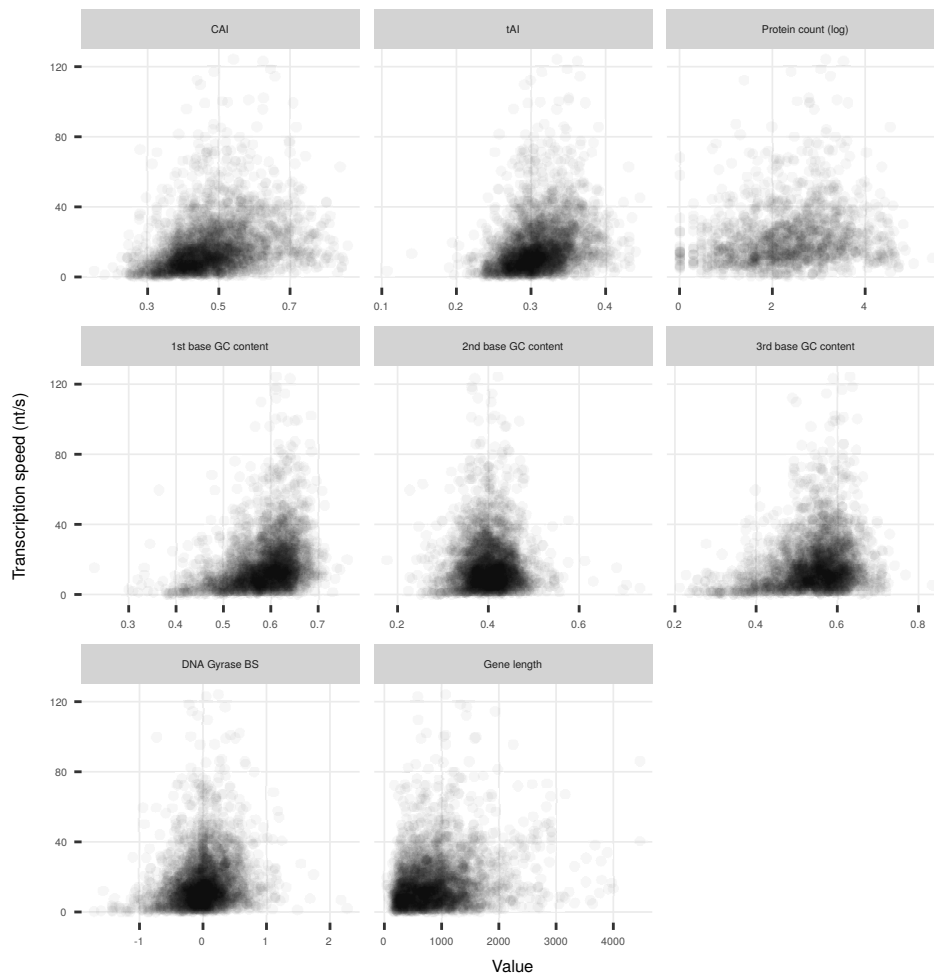 CAI tAI Protein count (log)
120
80
40
0
0.3 0.5 0.7 0.1 0.2 0.3 0.4 0 2 4
1st base GC content 2nd base GC content 3rd base GC content
120
80
40
0
0.3 0.4 0.5 0.6 0.7 0.2 0.4 0.6 0.2 0.4 0.6 0.8
Transcription speed (nt/s)
DNA Gyrase BS Gene length
120
80
40
0
-1 0 1 2 0 1000 2000 3000 4000
Value